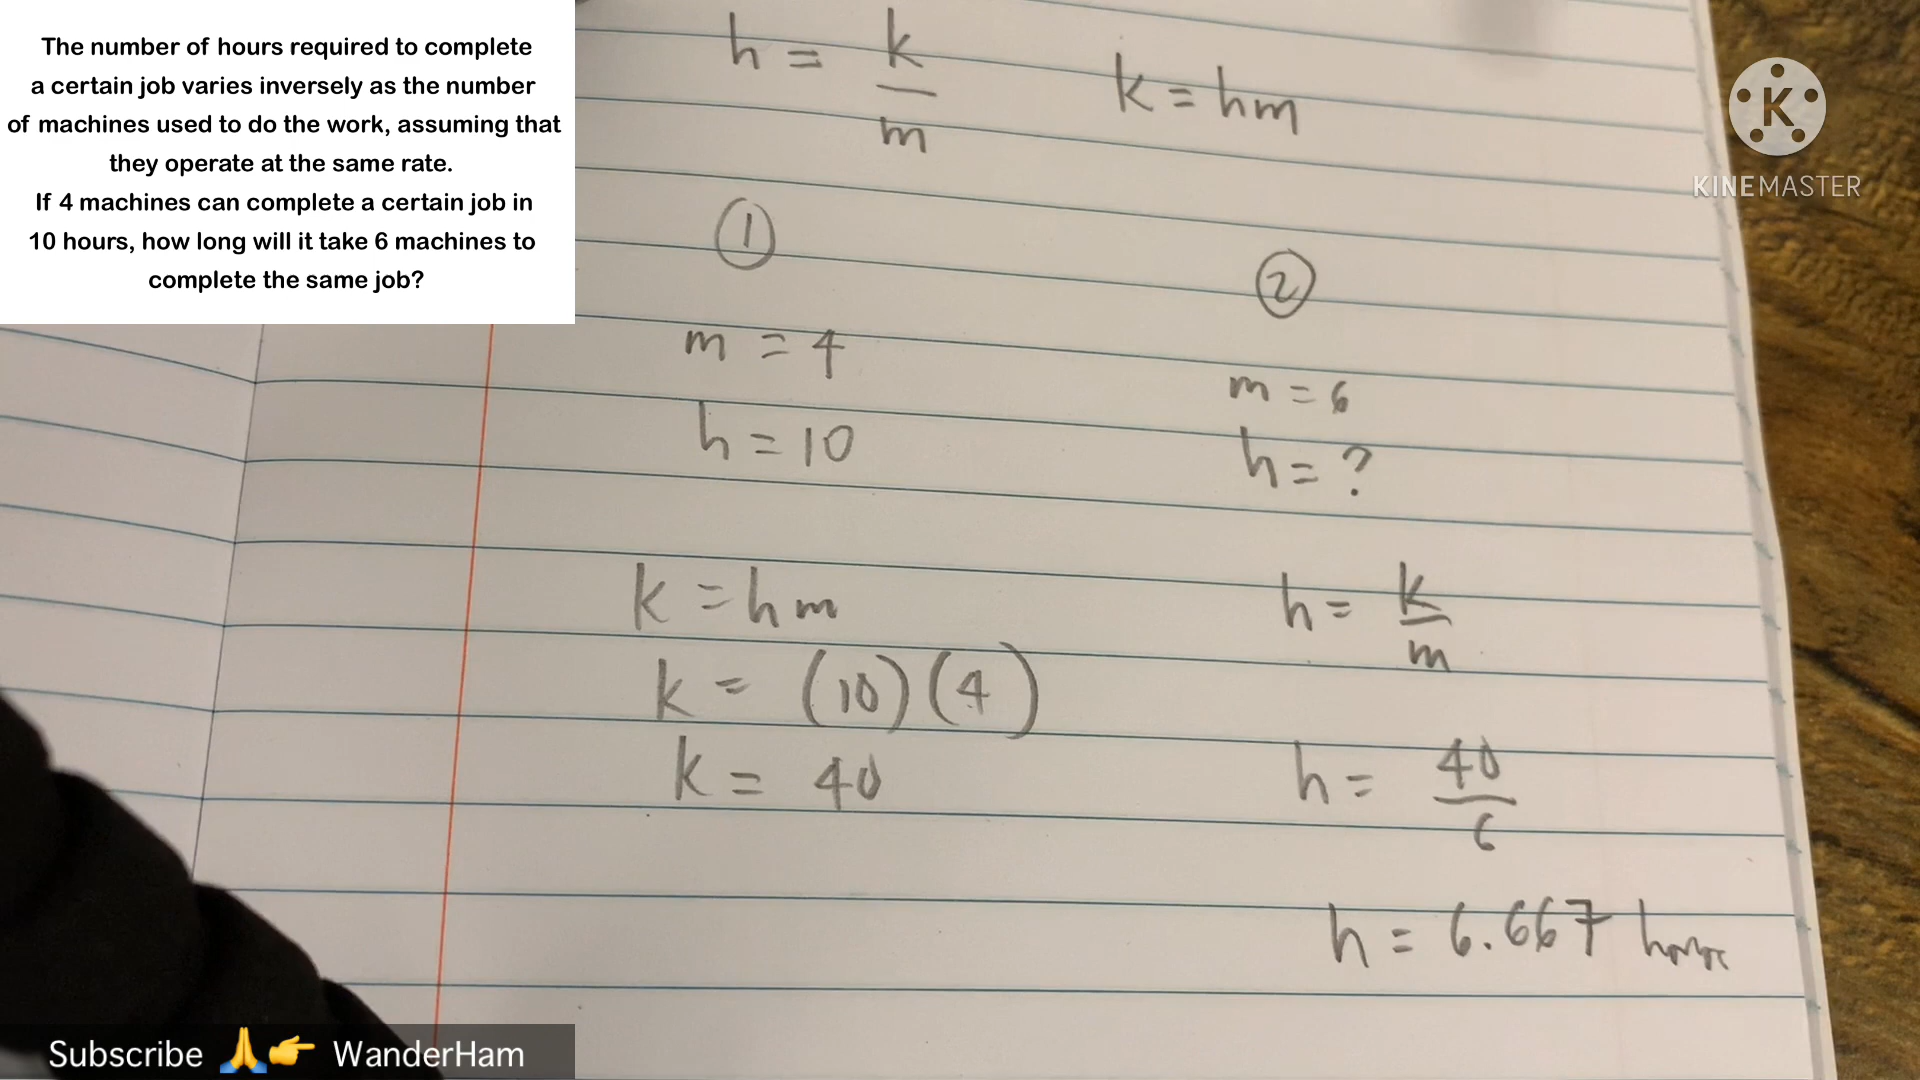 The number of hours required to complete
a certain job varies inversely as the number
of machines used to do the work, assuming that
they operate at the same rate.
If 4 machines can complete a certain job in
10 hours, how long will it take 6 machines to
complete the same job?
h = k/m
k = hm
K
KINEMASTER
①
m = 4
h = 10
k = hm
k = (10)(4)
k = 40
②
m = 6
h = ?
h = k/m
h = 40/6
h = 6.667 hours
Subscribe 🙏👉 WanderHam